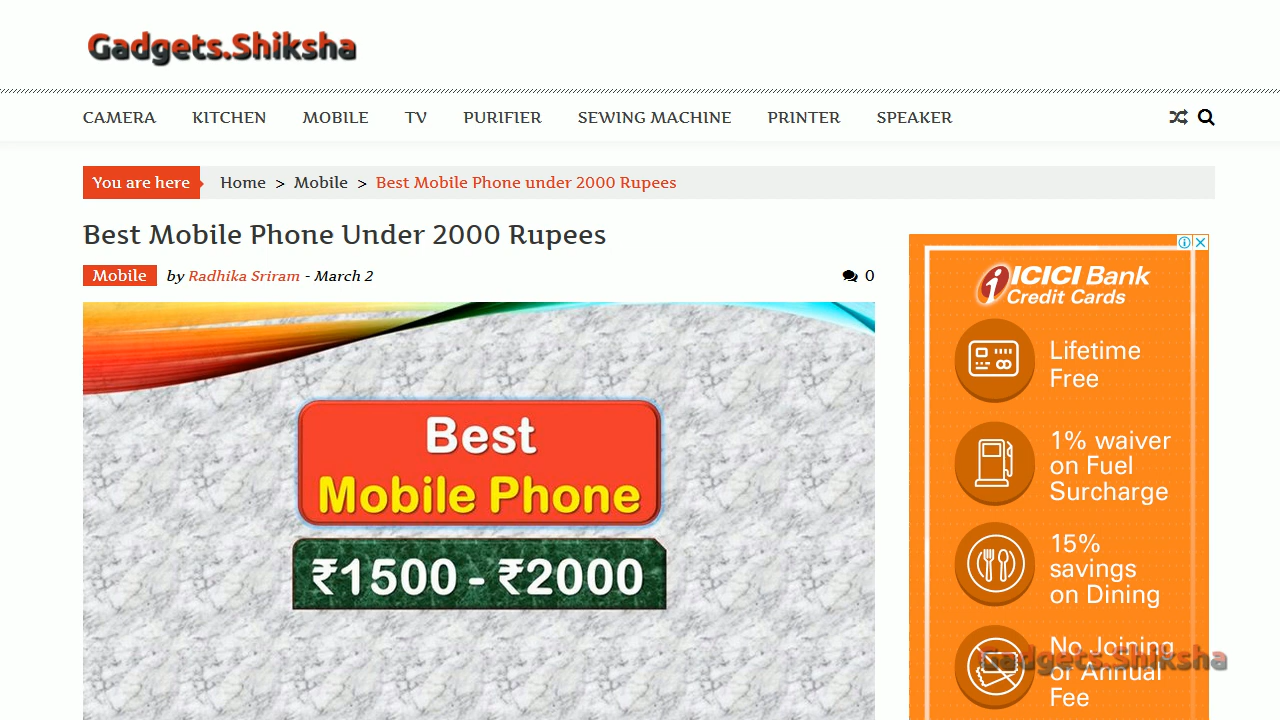 Gadgets.Shiksha
CAMERA KITCHEN MOBILE TV PURIFIER SEWING MACHINE PRINTER SPEAKER
You are here Home > Mobile > Best Mobile Phone under 2000 Rupees
Best Mobile Phone Under 2000 Rupees
Mobile by Radhika Sriram - March 2 0
Best
Mobile Phone
₹1500 - ₹2000
ICICI Bank
Credit Cards
Lifetime
Free
1% waiver
on Fuel
Surcharge
15%
savings
on Dining
No Joining
or Annual
Fee
Gadgets.Shiksha